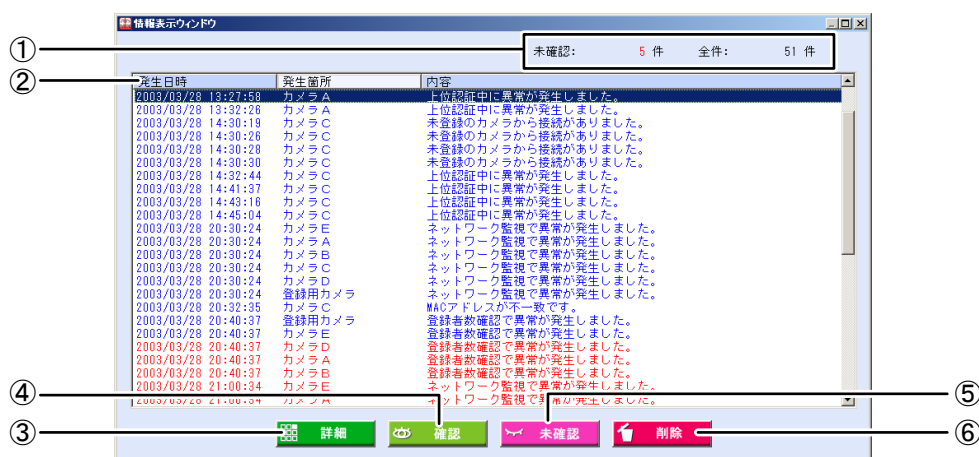 情報表示ウィンドウ
① 未確認: 5 件 全件: 51 件
② 発生日時 発生箇所 内容
2003/03/28 13:27:58 カメラA 上位認証中に異常が発生しました。
2003/03/28 13:32:26 カメラA 上位認証中に異常が発生しました。
2003/03/28 14:30:19 カメラC 未登録のカメラから接続がありました。
2003/03/28 14:30:26 カメラC 未登録のカメラから接続がありました。
2003/03/28 14:30:28 カメラC 未登録のカメラから接続がありました。
2003/03/28 14:30:30 カメラC 未登録のカメラから接続がありました。
2003/03/28 14:32:44 カメラC 上位認証中に異常が発生しました。
2003/03/28 14:41:37 カメラC 上位認証中に異常が発生しました。
2003/03/28 14:43:16 カメラC 上位認証中に異常が発生しました。
2003/03/28 14:45:04 カメラC 上位認証中に異常が発生しました。
2003/03/28 20:30:24 カメラE ネットワーク監視で異常が発生しました。
2003/03/28 20:30:24 カメラA ネットワーク監視で異常が発生しました。
2003/03/28 20:30:24 カメラB ネットワーク監視で異常が発生しました。
2003/03/28 20:30:24 カメラC ネットワーク監視で異常が発生しました。
2003/03/28 20:30:24 カメラD ネットワーク監視で異常が発生しました。
2003/03/28 20:30:24 登録用カメラ ネットワーク監視で異常が発生しました。
2003/03/28 20:32:35 カメラC MACアドレスが不一致です。
2003/03/28 20:40:37 登録用カメラ 登録者数確認で異常が発生しました。
2003/03/28 20:40:37 カメラE 登録者数確認で異常が発生しました。
2003/03/28 20:40:37 カメラD 登録者数確認で異常が発生しました。
2003/03/28 20:40:37 カメラA 登録者数確認で異常が発生しました。
2003/03/28 20:40:37 カメラB 登録者数確認で異常が発生しました。
2003/03/28 21:00:34 カメラE ネットワーク監視で異常が発生しました。
2003/03/28 21:00:34 カメラA ネットワーク監視で異常が発生しました。
④ ⑤
③ 詳細 確認 未確認 削除 ⑥